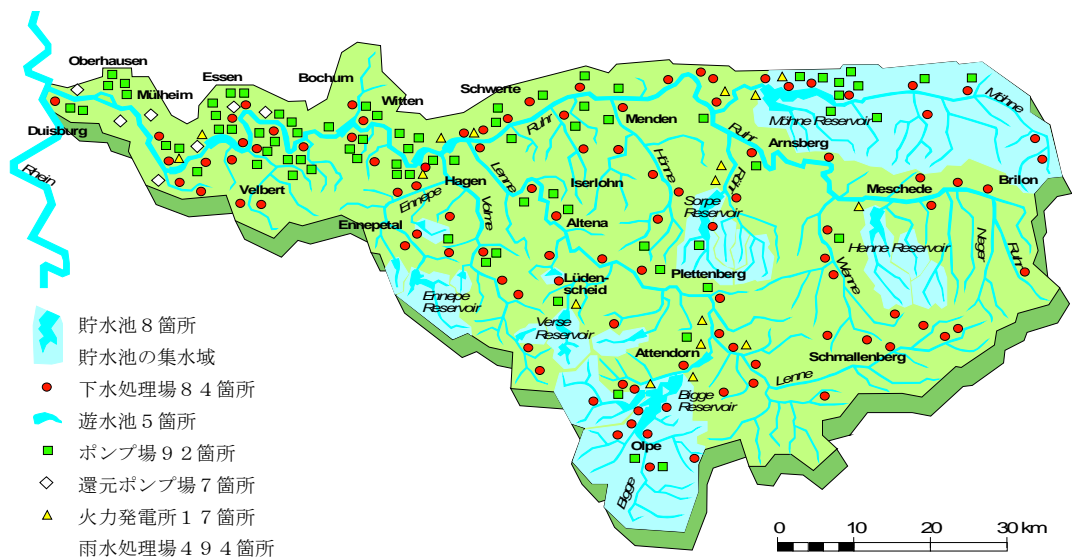 Oberhausen
Essen
Bochum
Mülheim
Witten
Schwerte
Duisburg
Ruhr
Menden
Möhne
Möhne Reservoir
Ruhr
Arnsberg
Rhein
Velbert
Hagen
Lenne
Iserlohn
Hönne
Röhr
Meschede
Brilon
Ennepe
Volme
Altena
Sorpe
Reservoir
Ennepetal
Henne Reservoir
Neger
Ruhr
Wenne
Plettenberg
Lüden-
scheid
Ennepe
Reservoir
Verse
Reservoir
Attendorn
Schmallenberg
Lenne
Bigge
Reservoir
Olpe
Bigge
貯水池8箇所
貯水池の集水域
下水処理場84箇所
遊水池5箇所
ポンプ場92箇所
還元ポンプ場7箇所
火力発電所17箇所
雨水処理場494箇所
0 10 20 30 km